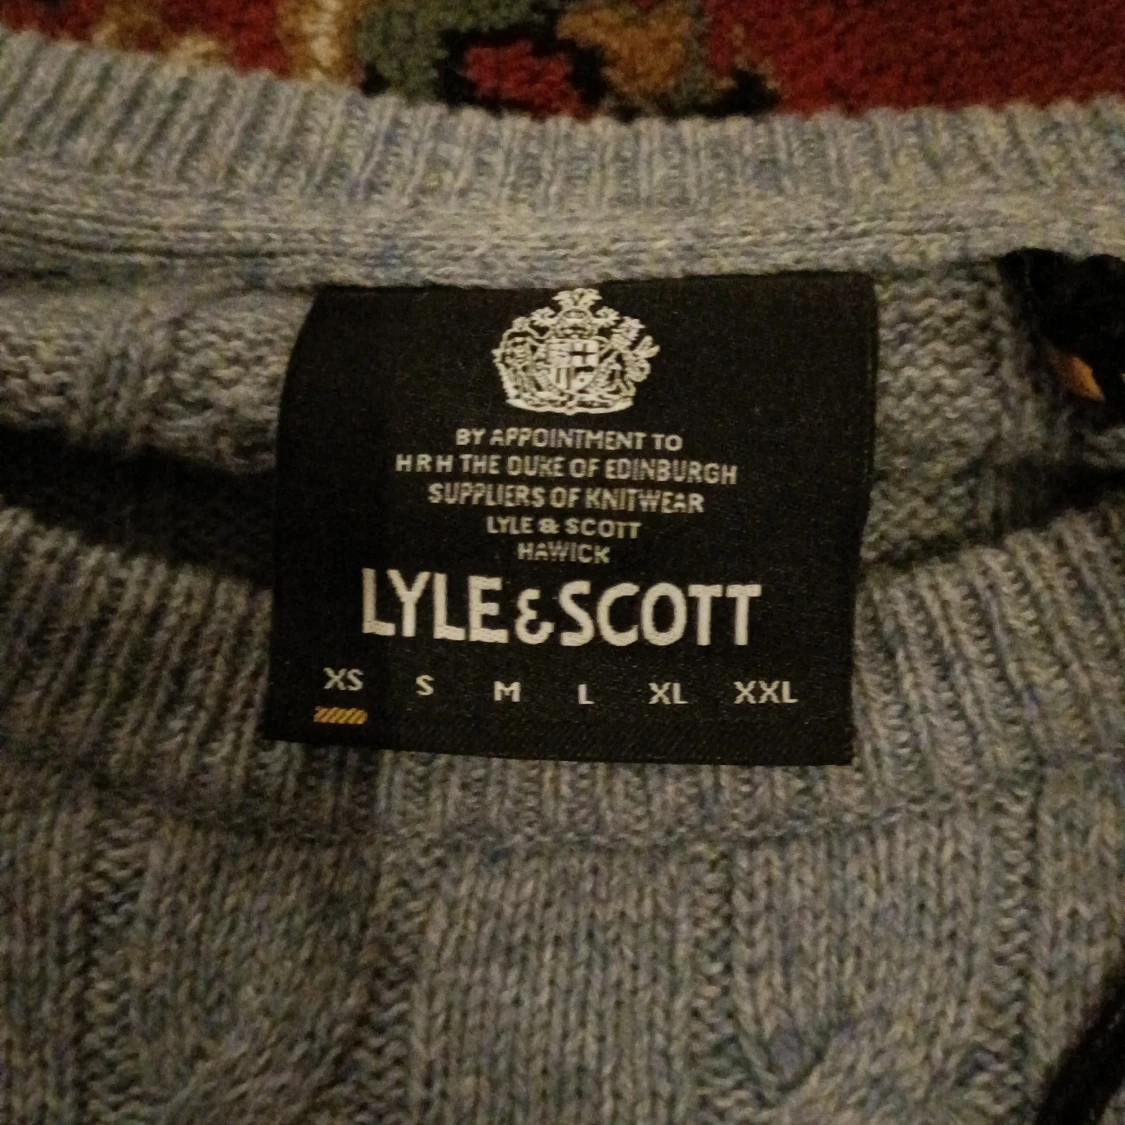 BY APPOINTMENT TO
HRH THE DUKE OF EDINBURGH
SUPPLIERS OF KNITWEAR
LYLE & SCOTT
HAWICK
LYLE & SCOTT
XS S M L XL XXL